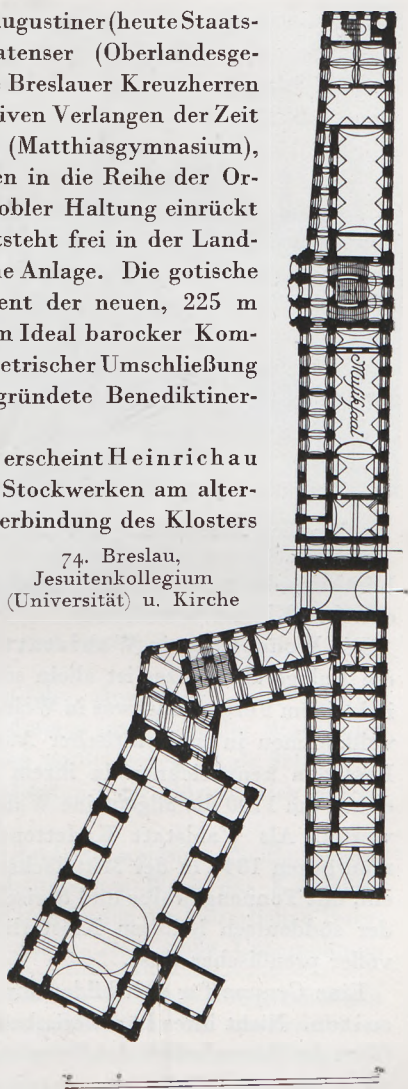 ugustiner (heute Staats-
atenser (Oberlandesge-
Breslauer Kreuzherren
iven Verlangen der Zeit
(Matthiasgymnasium),
en in die Reihe der Or-
obler Haltung einrückt
tsteht frei in der Land-
ne Anlage. Die gotische
ent der neuen, 225 m
m Ideal barocker Kom-
etrischer Umschließung
gründete Benediktiner-
erscheint Heinrichau
Stockwerken am alter-
erbindung des Klosters
74. Breslau,
Jesuitenkollegium
(Universität) u. Kirche
Musiksaal